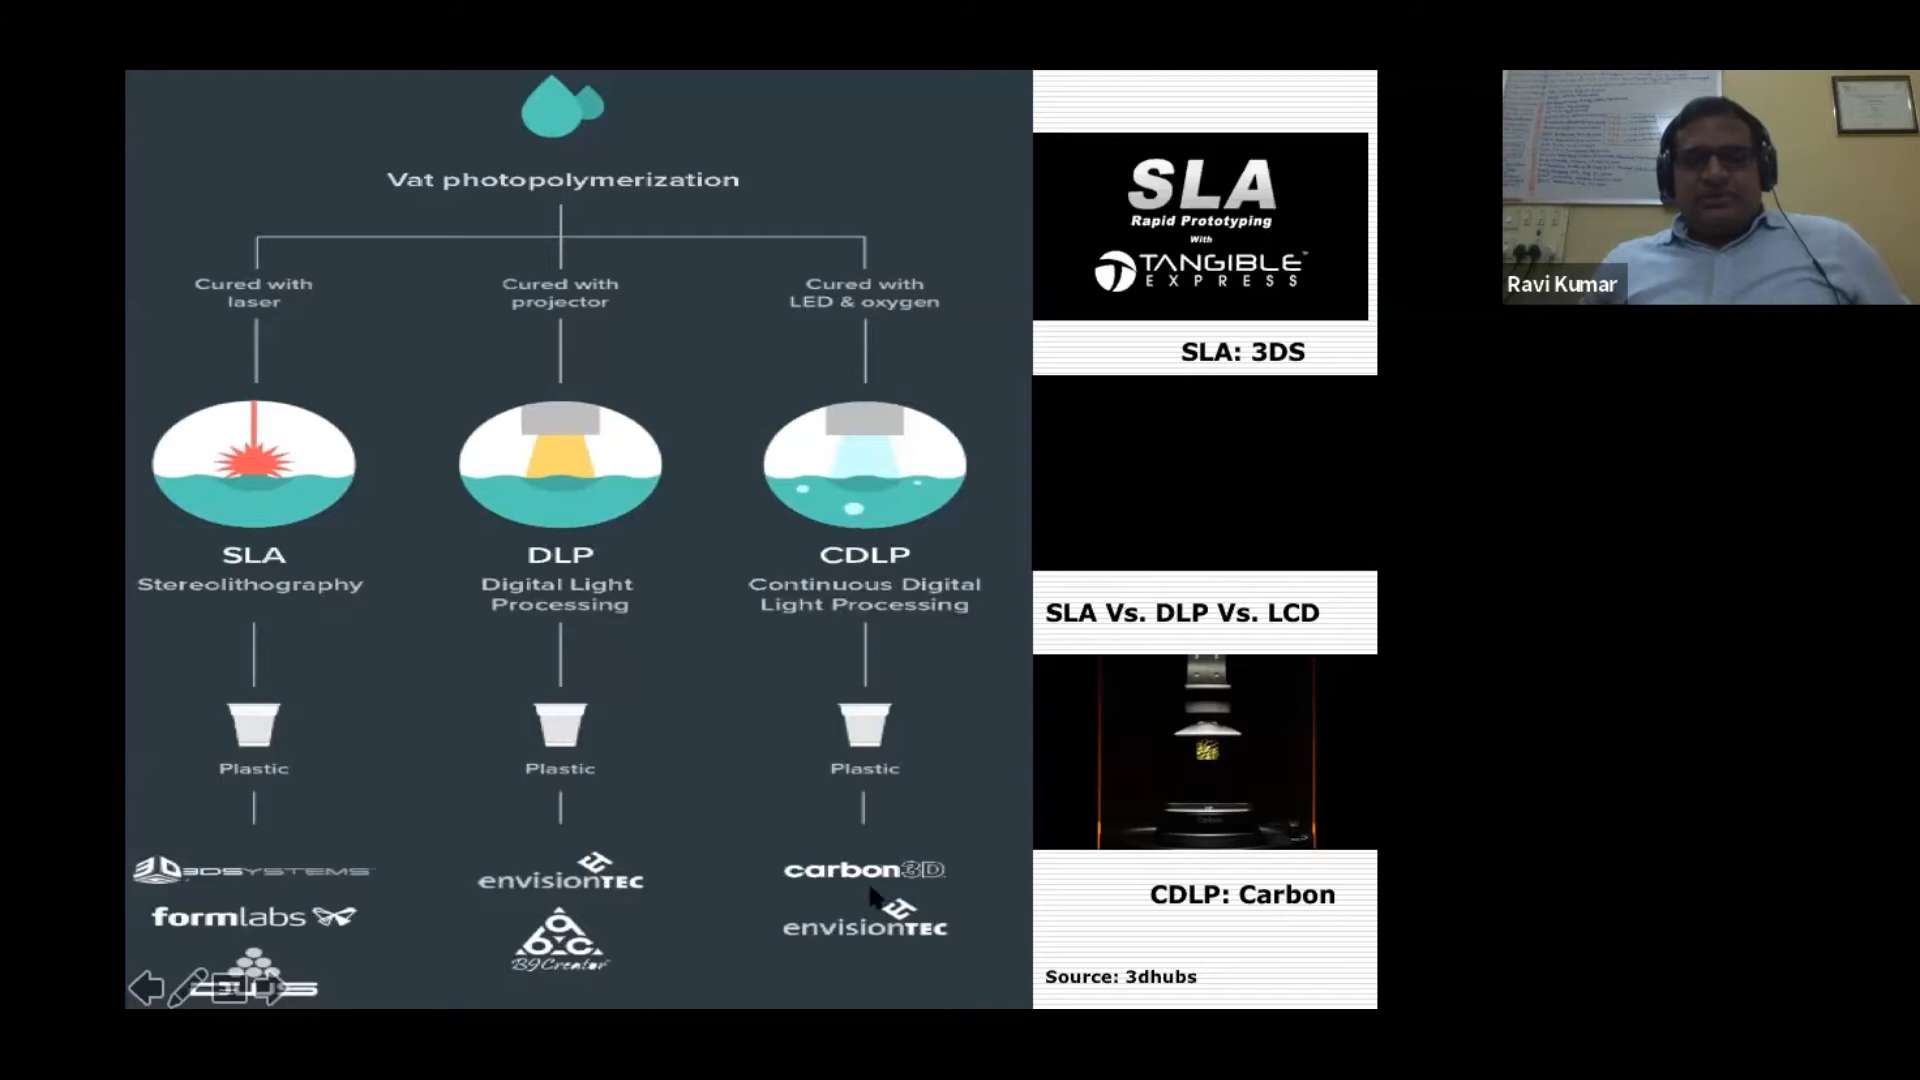 Vat photopolymerization
Cured with
laser
Cured with
projector
Cured with
LED & oxygen
SLA
Stereolithography
DLP
Digital Light
Processing
CDLP
Continuous Digital
Light Processing
Plastic
Plastic
Plastic
3DSYSTEMS
formlabs
envisionTEC
carbon3D
envisionTEC
SLA
Rapid Prototyping
With
TANGIBLE
EXPRESS
SLA: 3DS
SLA Vs. DLP Vs. LCD
CDLP: Carbon
Source: 3dhubs
Ravi Kumar